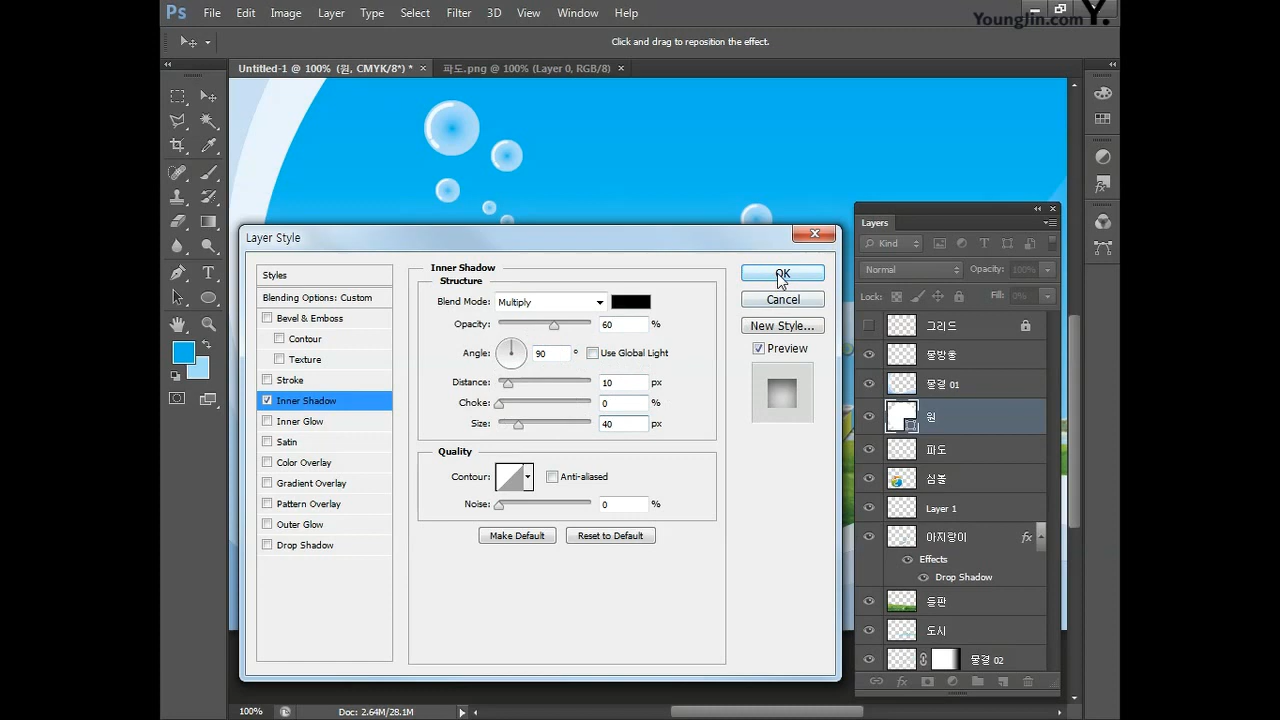 Ps File Edit Image Layer Type Select Filter 3D View Window Help
YoungJin.com Y.
Click and drag to reposition the effect.
Untitled-1 @ 100% (원, CMYK/8*) * 파도.png @ 100% (Layer 0, RGB/8)
Layer Style
Styles
Blending Options: Custom
Bevel & Emboss
Contour
Texture
Stroke
Inner Shadow
Inner Glow
Satin
Color Overlay
Gradient Overlay
Pattern Overlay
Outer Glow
Drop Shadow
Inner Shadow
Structure
Blend Mode: Multiply
Opacity: 60 %
Angle: 90 ° Use Global Light
Distance: 10 px
Choke: 0 %
Size: 40 px
Quality
Contour: Anti-aliased
Noise: 0 %
Make Default Reset to Default
OK
Cancel
New Style...
Preview
Layers
Kind
Normal Opacity: 100%
Lock: Fill: 0%
그리드
물방울
물결 01
원
파도
심볼
Layer 1
아지랑이 fx
Effects
Drop Shadow
들판
도시
물결 02
100% Doc: 2.64M/28.1M